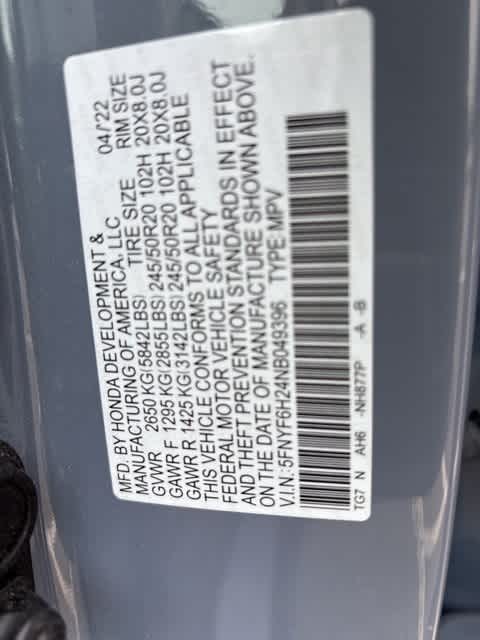 MFD. BY HONDA DEVELOPMENT & 04/22
MANUFACTURING OF AMERICA, LLC
TIRE SIZE RIM SIZE
GVWR 2650 KG(5842LBS)
GAWR F 1295 KG(2855LBS) 245/50R20 102H 20X8.0J
GAWR R 1425 KG(3142LBS) 245/50R20 102H 20X8.0J
THIS VEHICLE CONFORMS TO ALL APPLICABLE
FEDERAL MOTOR VEHICLE SAFETY
AND THEFT PREVENTION STANDARDS IN EFFECT
ON THE DATE OF MANUFACTURE SHOWN ABOVE.
V.I.N:5FNYF6H24NB049396 TYPE:MPV
TG7 N AH6 -NH877P -A -B